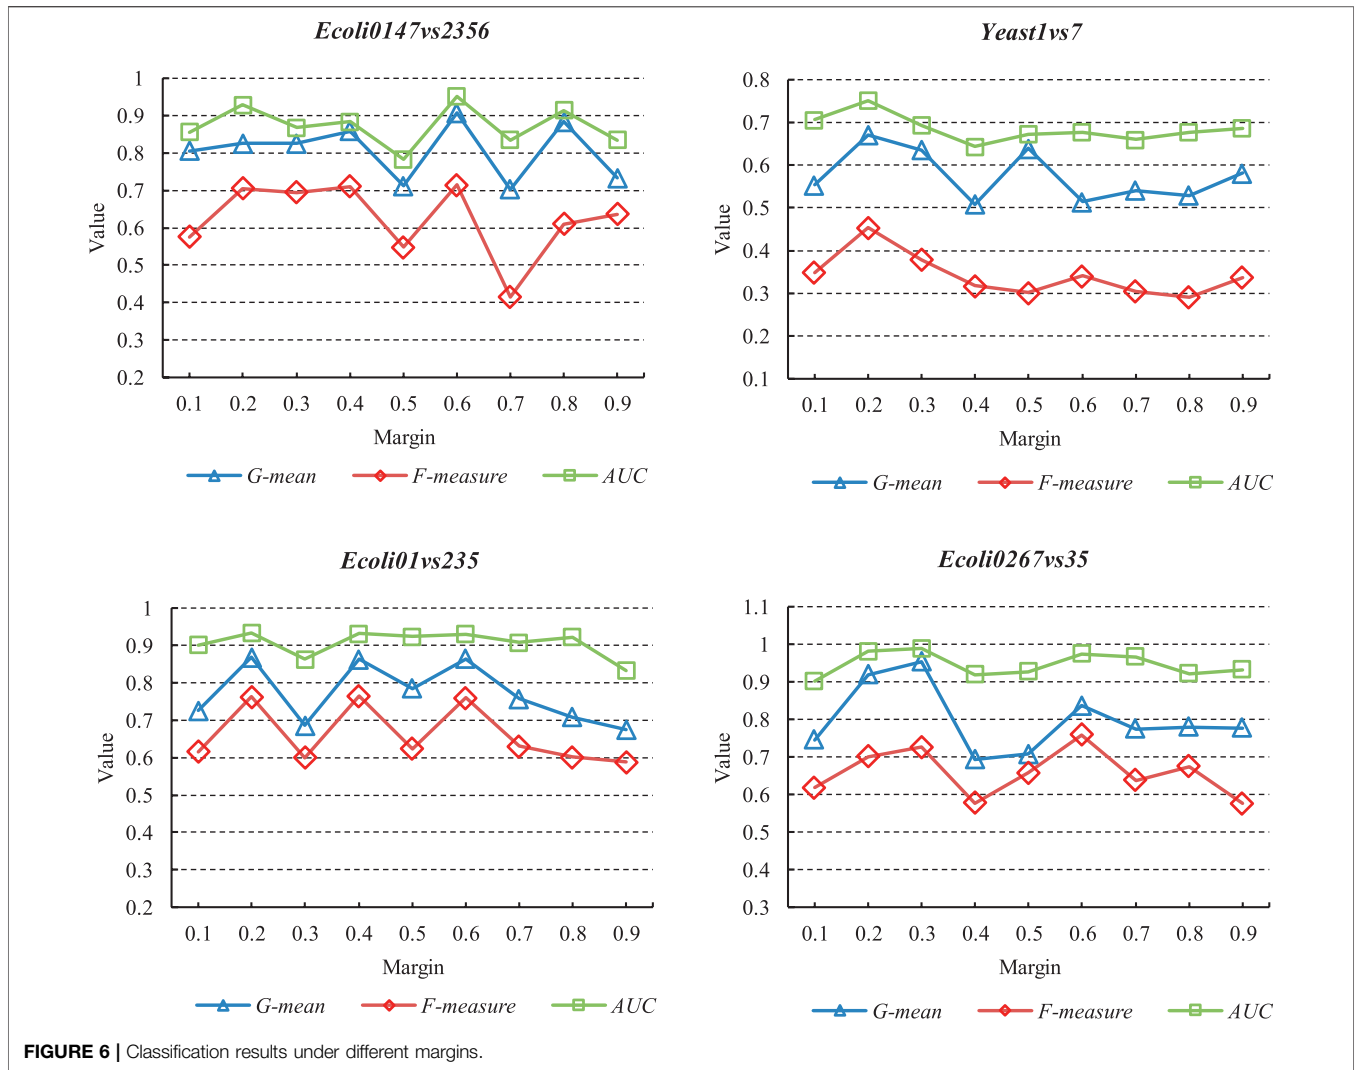 Ecoli0147vs2356
1
0.9
0.8
0.7
0.6
0.5
0.4
0.3
0.2
Value
0.1 0.2 0.3 0.4 0.5 0.6 0.7 0.8 0.9
Margin
G-mean F-measure AUC
Yeast1vs7
0.8
0.7
0.6
0.5
0.4
0.3
0.2
0.1
Value
0.1 0.2 0.3 0.4 0.5 0.6 0.7 0.8 0.9
Margin
G-mean F-measure AUC
Ecoli01vs235
1
0.9
0.8
0.7
0.6
0.5
0.4
0.3
0.2
Value
0.1 0.2 0.3 0.4 0.5 0.6 0.7 0.8 0.9
Margin
G-mean F-measure AUC
Ecoli0267vs35
1.1
1
0.9
0.8
0.7
0.6
0.5
0.4
0.3
Value
0.1 0.2 0.3 0.4 0.5 0.6 0.7 0.8 0.9
Margin
G-mean F-measure AUC
FIGURE 6 | Classification results under different margins.